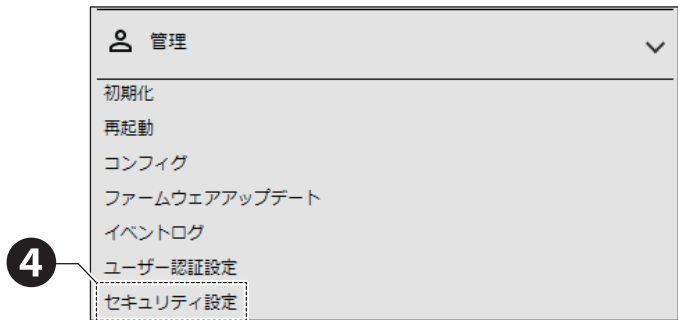 管理
初期化
再起動
コンフィグ
ファームウェアアップデート
イベントログ
ユーザー認証設定
4
セキュリティ設定